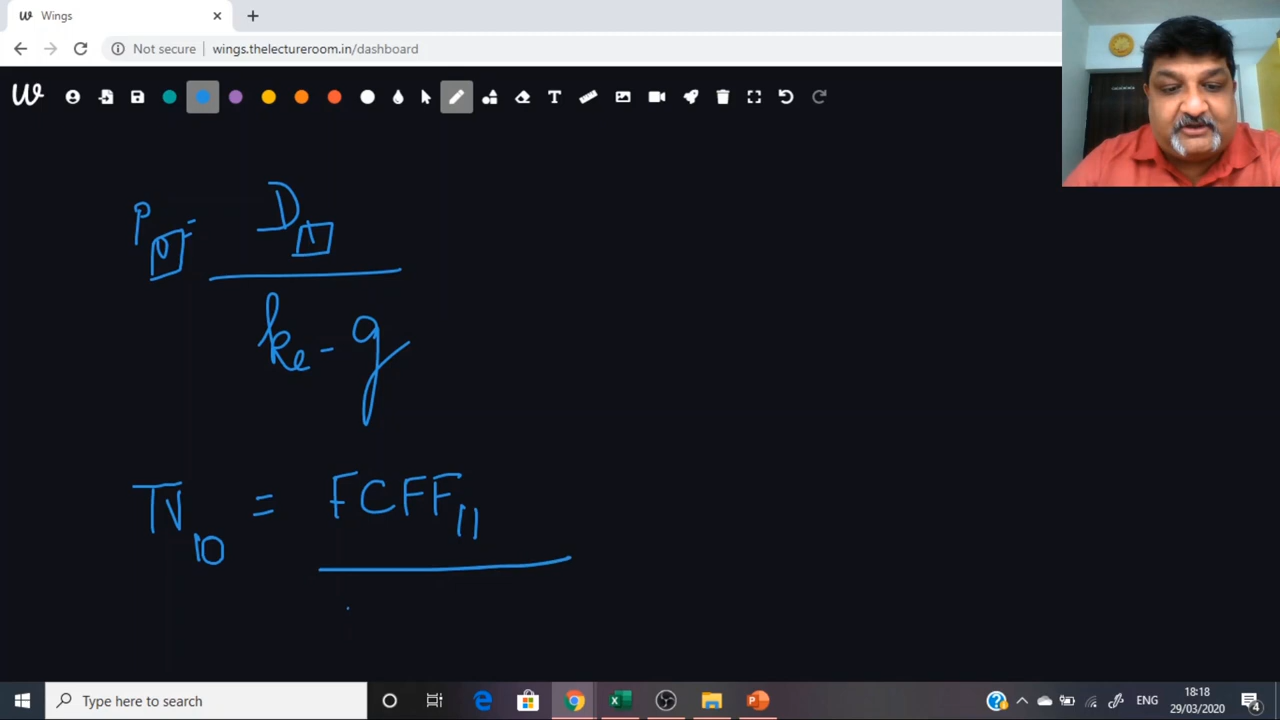 Wings
Not secure wings.thelectureroom.in/dashboard
P0 = D1
ke - g
TV10 = FCFF11
Type here to search
ENG
18:18
29/03/2020
4